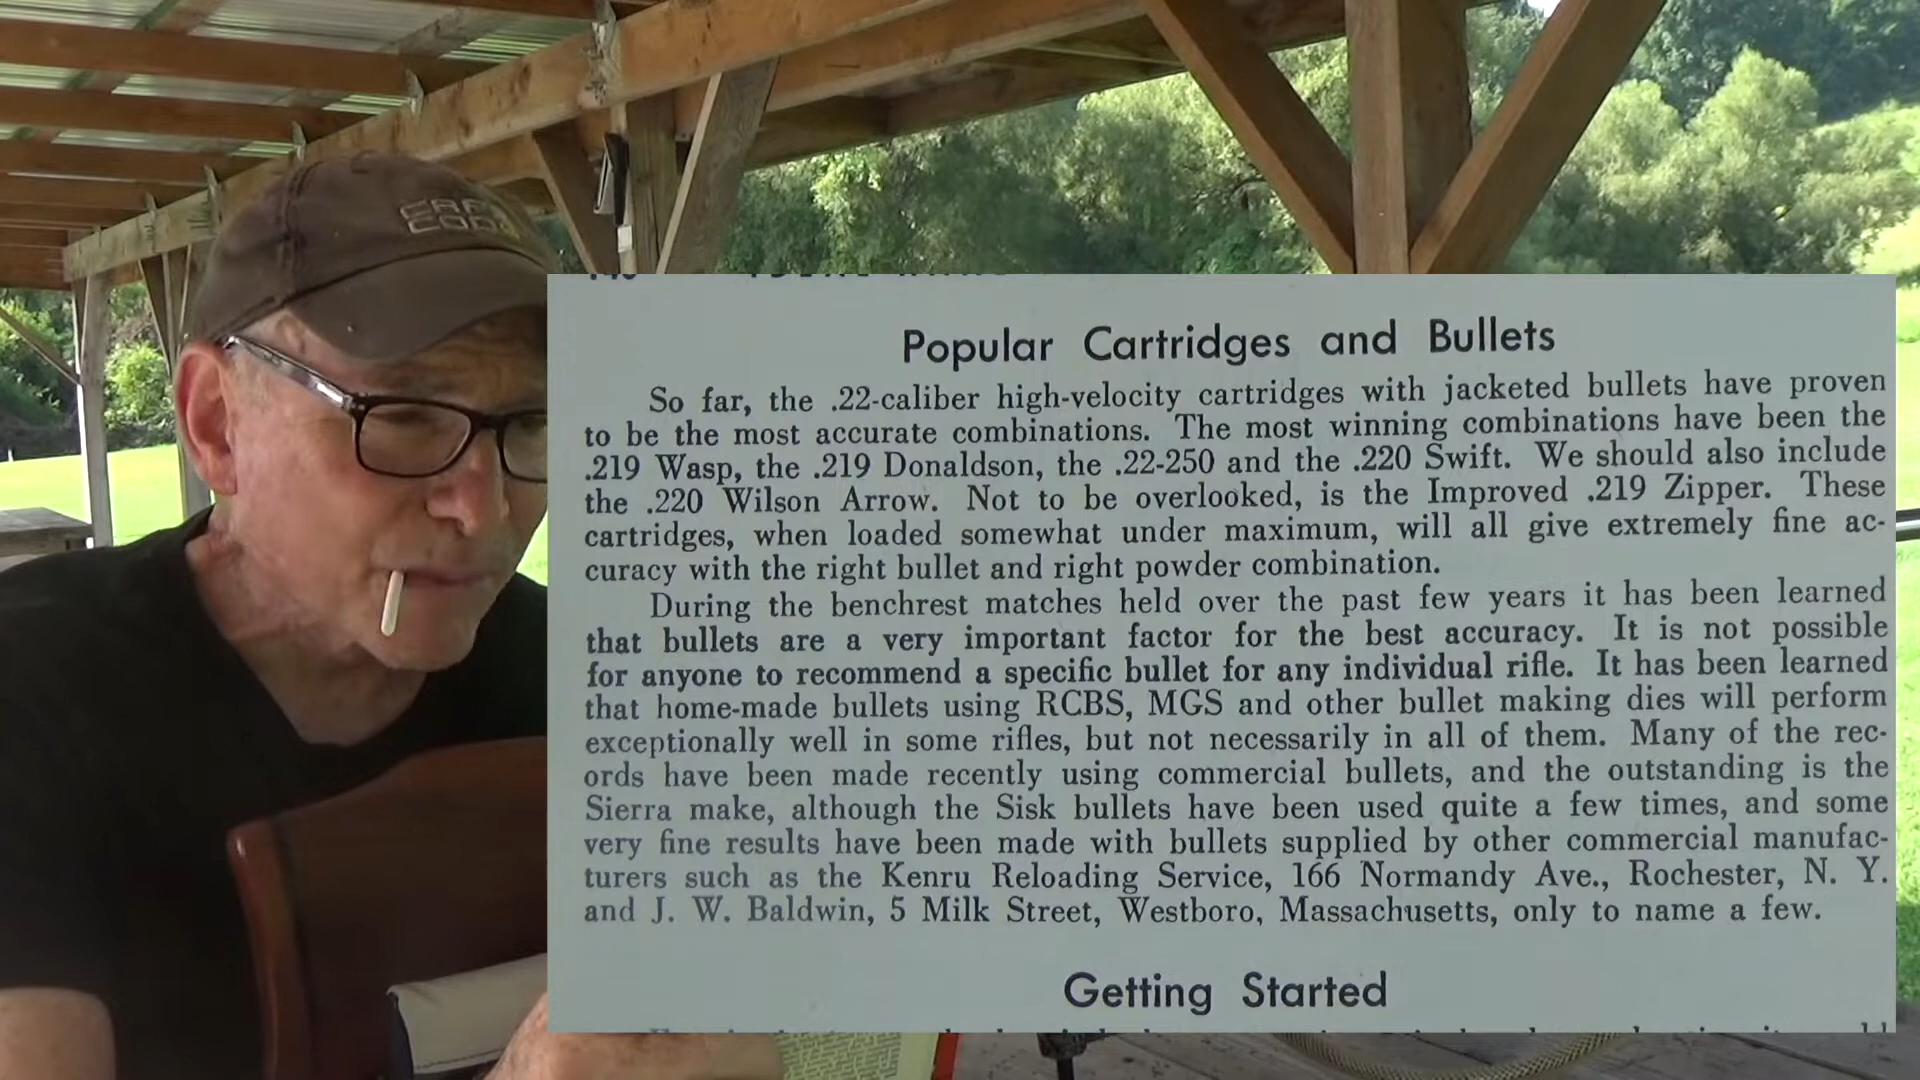 Popular Cartridges and Bullets
So far, the .22-caliber high-velocity cartridges with jacketed bullets have proven
to be the most accurate combinations. The most winning combinations have been the
.219 Wasp, the .219 Donaldson, the .22-250 and the .220 Swift. We should also include
the .220 Wilson Arrow. Not to be overlooked, is the Improved .219 Zipper. These
cartridges, when loaded somewhat under maximum, will all give extremely fine ac-
curacy with the right bullet and right powder combination.
During the benchrest matches held over the past few years it has been learned
that bullets are a very important factor for the best accuracy. It is not possible
for anyone to recommend a specific bullet for any individual rifle. It has been learned
that home-made bullets using RCBS, MGS and other bullet making dies will perform
exceptionally well in some rifles, but not necessarily in all of them. Many of the rec-
ords have been made recently using commercial bullets, and the outstanding is the
Sierra make, although the Sisk bullets have been used quite a few times, and some
very fine results have been made with bullets supplied by other commercial manufac-
turers such as the Kenru Reloading Service, 166 Normandy Ave., Rochester, N. Y.
and J. W. Baldwin, 5 Milk Street, Westboro, Massachusetts, only to name a few.
Getting Started